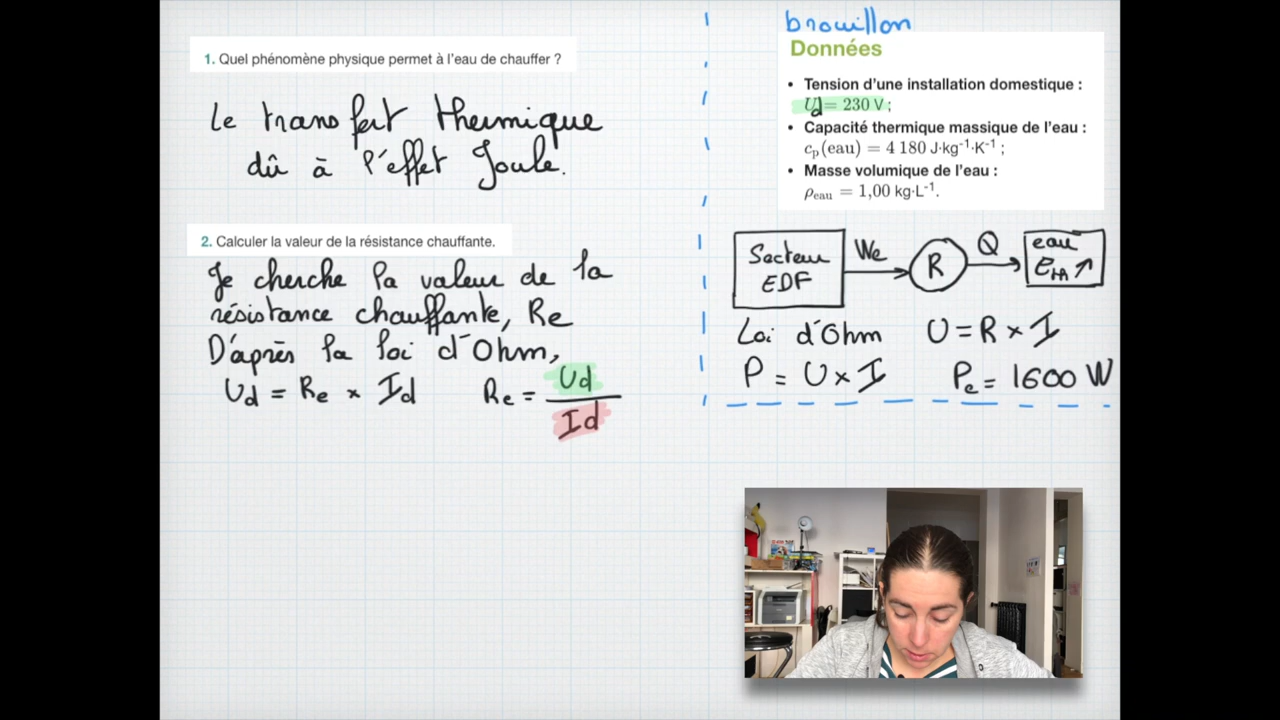 1. Quel phénomène physique permet à l'eau de chauffer ?
Le transfert thermique
dû à l'effet Joule.
2. Calculer la valeur de la résistance chauffante.
Je cherche la valeur de la
résistance chauffante, Re
D'après la loi d'Ohm,
Ud = Re × Id Re = Ud / Id
brouillon
Données
• Tension d'une installation domestique :
Ud = 230 V ;
• Capacité thermique massique de l'eau :
cp(eau) = 4 180 J·kg⁻¹·K⁻¹ ;
• Masse volumique de l'eau :
ρeau = 1,00 kg·L⁻¹.
Secteur EDF We R Q eau Eth ↑
Loi d'Ohm U = R × I
P = U × I Pe = 1600 W